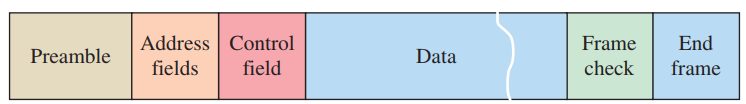 Preamble
Address
fields
Control
field
Data
Frame
check
End
frame